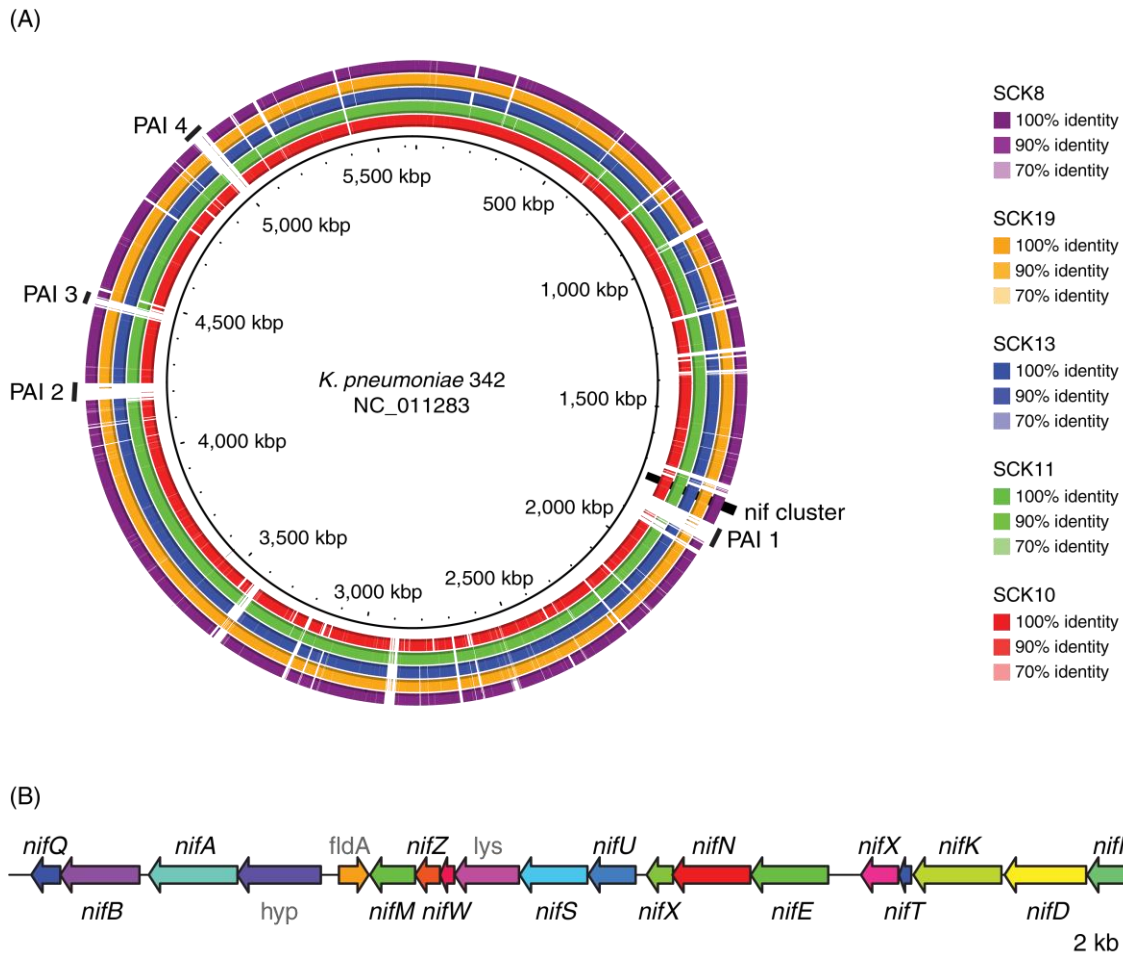 (A)
PAI 4
PAI 3
PAI 2
5,500 kbp
500 kbp
5,000 kbp
1,000 kbp
4,500 kbp
K. pneumoniae 342
NC_011283
1,500 kbp
4,000 kbp
nif cluster
2,000 kbp
PAI 1
3,500 kbp
2,500 kbp
3,000 kbp
SCK8
100% identity
90% identity
70% identity
SCK19
100% identity
90% identity
70% identity
SCK13
100% identity
90% identity
70% identity
SCK11
100% identity
90% identity
70% identity
SCK10
100% identity
90% identity
70% identity
(B)
nifQ nifA fldA nifZ lys nifU nifN nifX nifK
nifB hyp nifM nifW nifS nifX nifE nifT nifD
2 kb